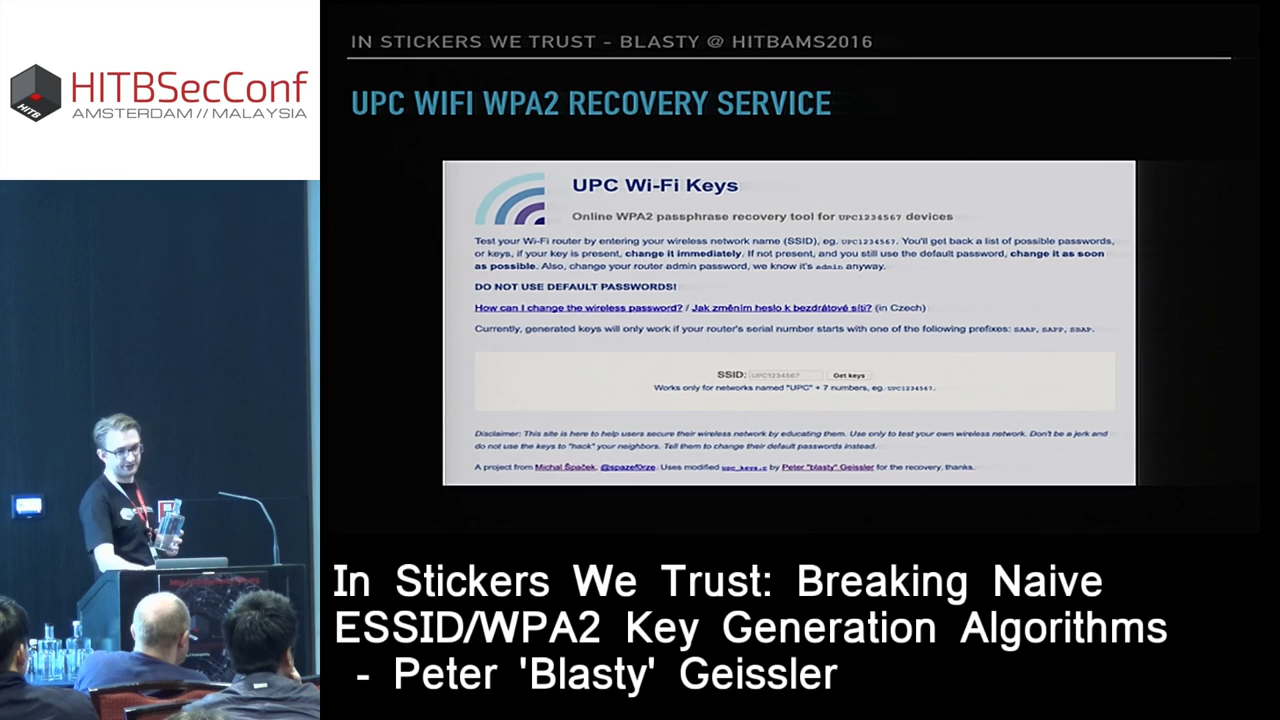 HITBSecConf
AMSTERDAM // MALAYSIA
HITB
IN STICKERS WE TRUST - BLASTY @ HITBAMS2016
UPC WIFI WPA2 RECOVERY SERVICE
UPC Wi-Fi Keys
Online WPA2 passphrase recovery tool for UPC1234567 devices
Test your Wi-Fi router by entering your wireless network name (SSID), eg. UPC1234567. You'll get back a list of possible passwords,
or keys, if your key is present, change it immediately. If not present, and you still use the default password, change it as soon
as possible. Also, change your router admin password, we know it's admin anyway.
DO NOT USE DEFAULT PASSWORDS!
How can I change the wireless password? / Jak změním heslo k bezdrátové síti? (in Czech)
Currently, generated keys will only work if your router's serial number starts with one of the following prefixes: SAAP, SAPP, SBAP.
SSID: UPC1234567 Get keys
Works only for networks named "UPC" + 7 numbers, eg. UPC1234567.
Disclaimer: This site is here to help users secure their wireless network by educating them. Use only to test your own wireless network. Don't be a jerk and
do not use the keys to "hack" your neighbors. Tell them to change their default passwords instead.
A project from Michal Špaček, @spazef0rze. Uses modified upc_keys.c by Peter "blasty" Geissler for the recovery, thanks.
In Stickers We Trust: Breaking Naive
ESSID/WPA2 Key Generation Algorithms
- Peter 'Blasty' Geissler